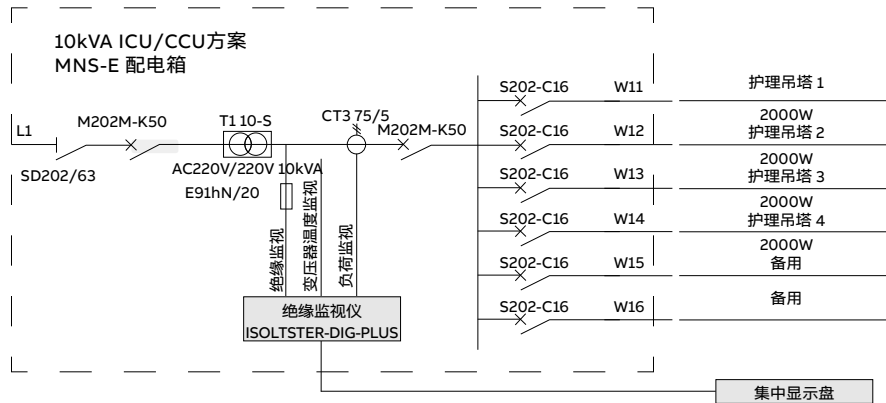 10kVA ICU/CCU方案
MNS-E 配电箱
L1
SD202/63
M202M-K50
T1 10-S
AC220V/220V 10kVA
E91hN/20
CT3 75/5
M202M-K50
绝缘监视
变压器温度监视
负荷监视
绝缘监视仪
ISOLTSTER-DIG-PLUS
S202-C16 W11 护理吊塔 1
2000W
S202-C16 W12 护理吊塔 2
2000W
S202-C16 W13 护理吊塔 3
2000W
S202-C16 W14 护理吊塔 4
2000W
S202-C16 W15 备用
S202-C16 W16 备用
集中显示盘